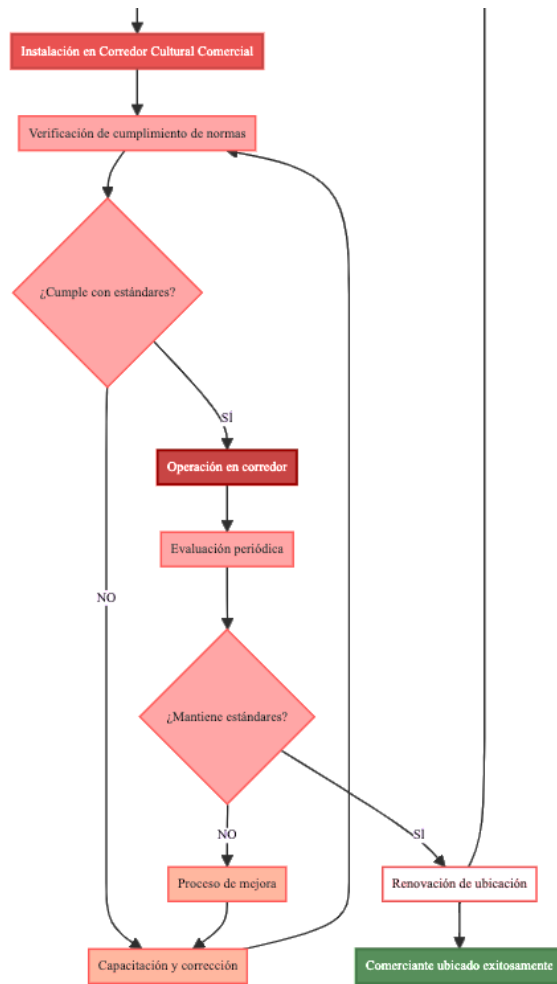 Instalación en Corredor Cultural Comercial
Verificación de cumplimiento de normas
¿Cumple con estándares?
SÍ
Operación en corredor
Evaluación periódica
NO
¿Mantiene estándares?
NO
SÍ
Proceso de mejora
Renovación de ubicación
Capacitación y corrección
Comerciante ubicado exitosamente